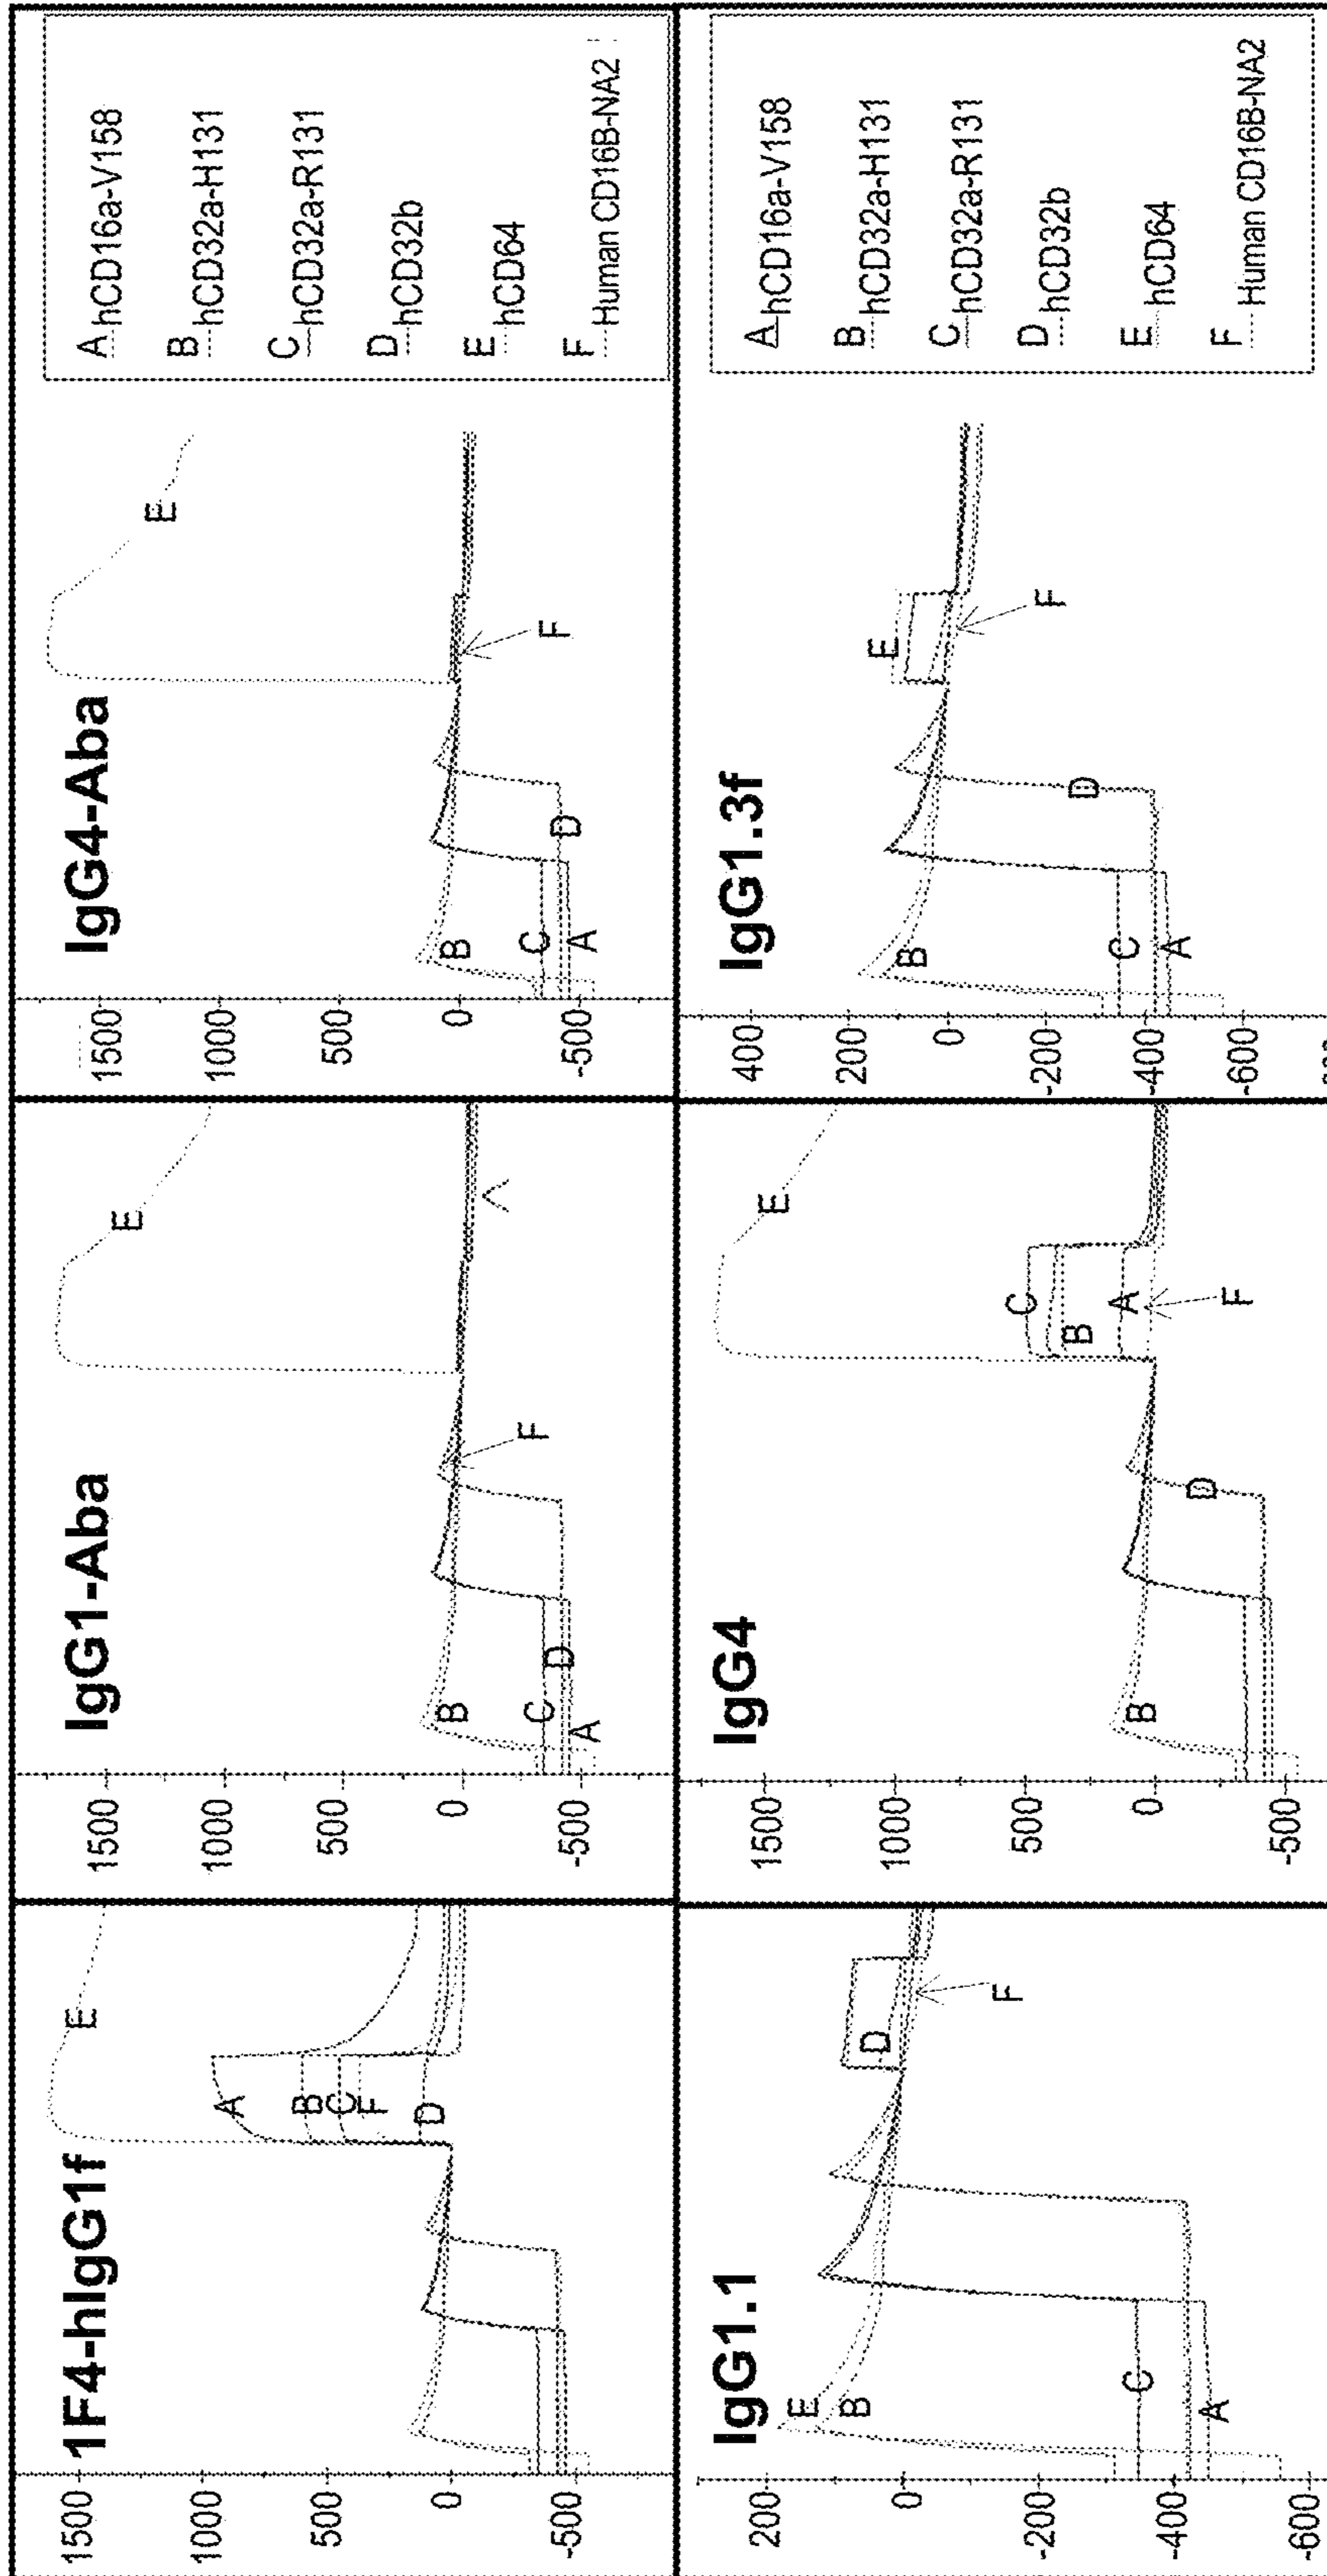 1F4-hIgG1f
1500
1000
500
0
-500
E
A
B
C
F
D
IgG1-Aba
1500
1000
500
0
-500
E
B
F
C
D
A
IgG4-Aba
1500
1000
500
0
-500
E
B
F
C
D
A
A hCD16a-V158
B hCD32a-H131
C hCD32a-R131
D hCD32b
E hCD64
F Human CD16B-NA2
IgG1.1
200
0
-200
-400
-600
E
B
D
F
C
A
IgG4
1500
1000
500
0
-500
E
C
B
A
F
B
D
IgG1.3f
400
200
0
-200
-400
-600
E
B
F
D
C
A
A hCD16a-V158
B hCD32a-H131
C hCD32a-R131
D hCD32b
E hCD64
F Human CD16B-NA2